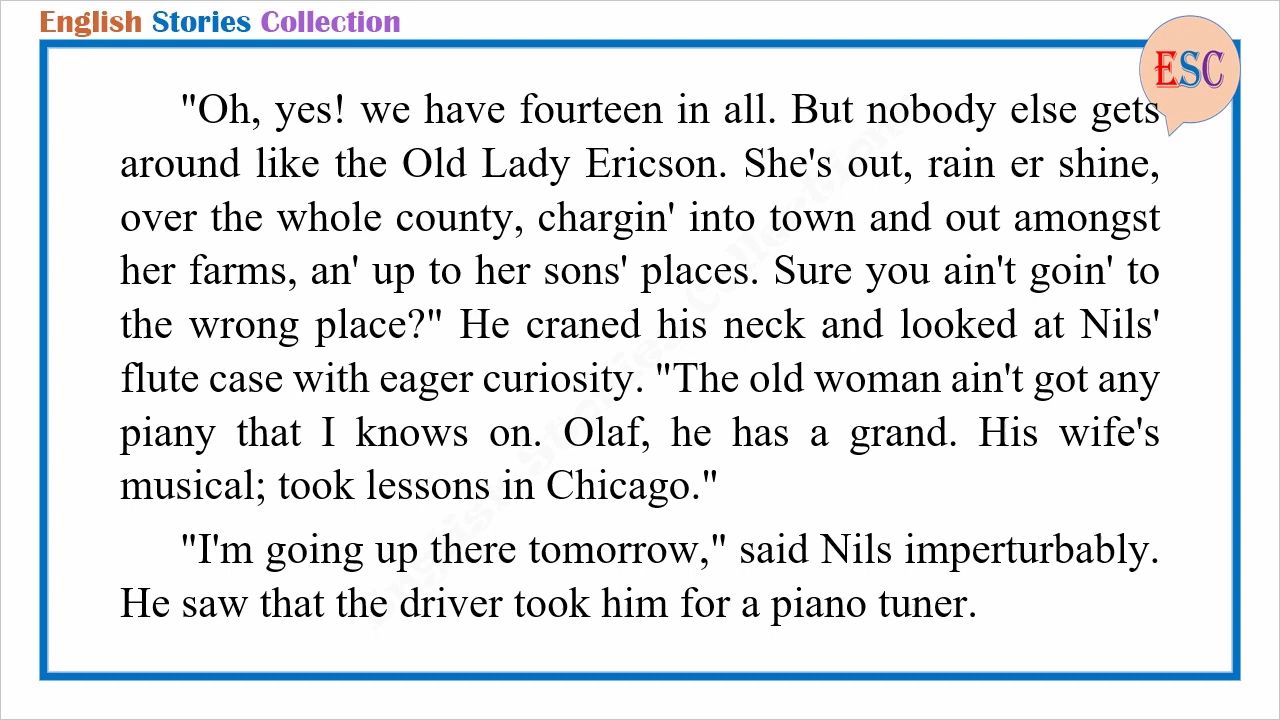 English Stories Collection
ESC
"Oh, yes! we have fourteen in all. But nobody else gets
around like the Old Lady Ericson. She's out, rain er shine,
over the whole county, chargin' into town and out amongst
her farms, an' up to her sons' places. Sure you ain't goin' to
the wrong place?" He craned his neck and looked at Nils'
flute case with eager curiosity. "The old woman ain't got any
piany that I knows on. Olaf, he has a grand. His wife's
musical; took lessons in Chicago."
"I'm going up there tomorrow," said Nils imperturbably.
He saw that the driver took him for a piano tuner.
English Stories Collection